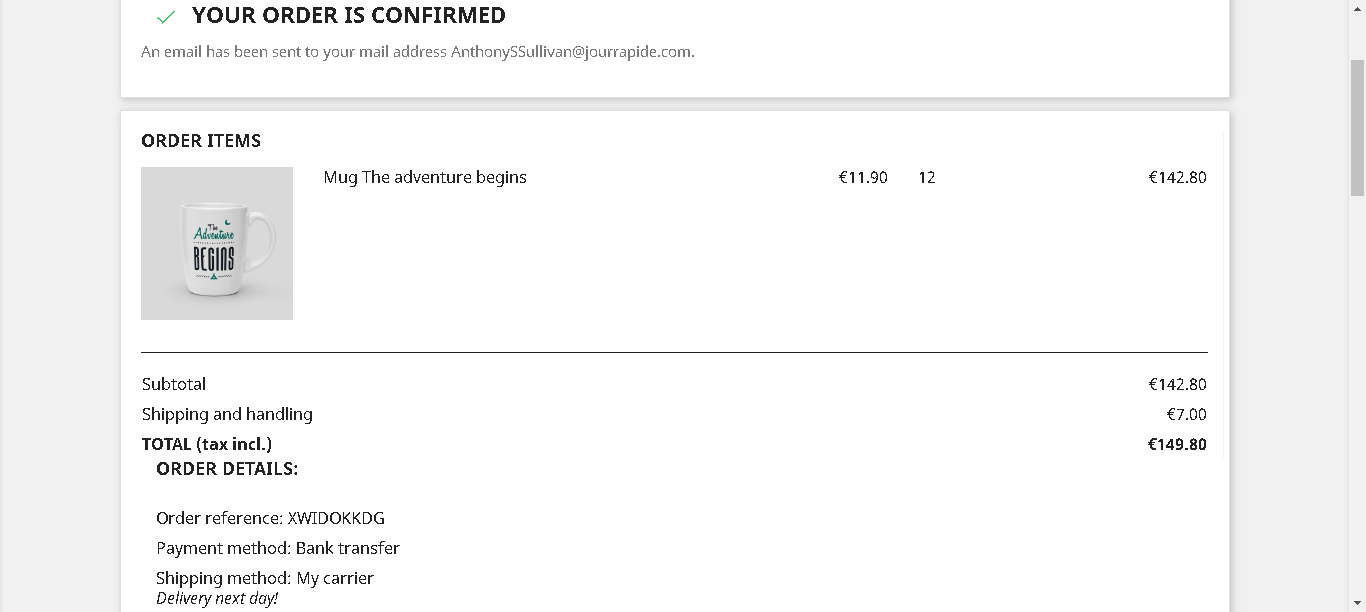 YOUR ORDER IS CONFIRMED
An email has been sent to your mail address AnthonySSullivan@jourrapide.com.
ORDER ITEMS
Mug The adventure begins €11.90 12 €142.80
The
Adventure
BEGINS
Subtotal €142.80
Shipping and handling €7.00
TOTAL (tax incl.) €149.80
ORDER DETAILS:
Order reference: XWIDOKKDG
Payment method: Bank transfer
Shipping method: My carrier
Delivery next day!